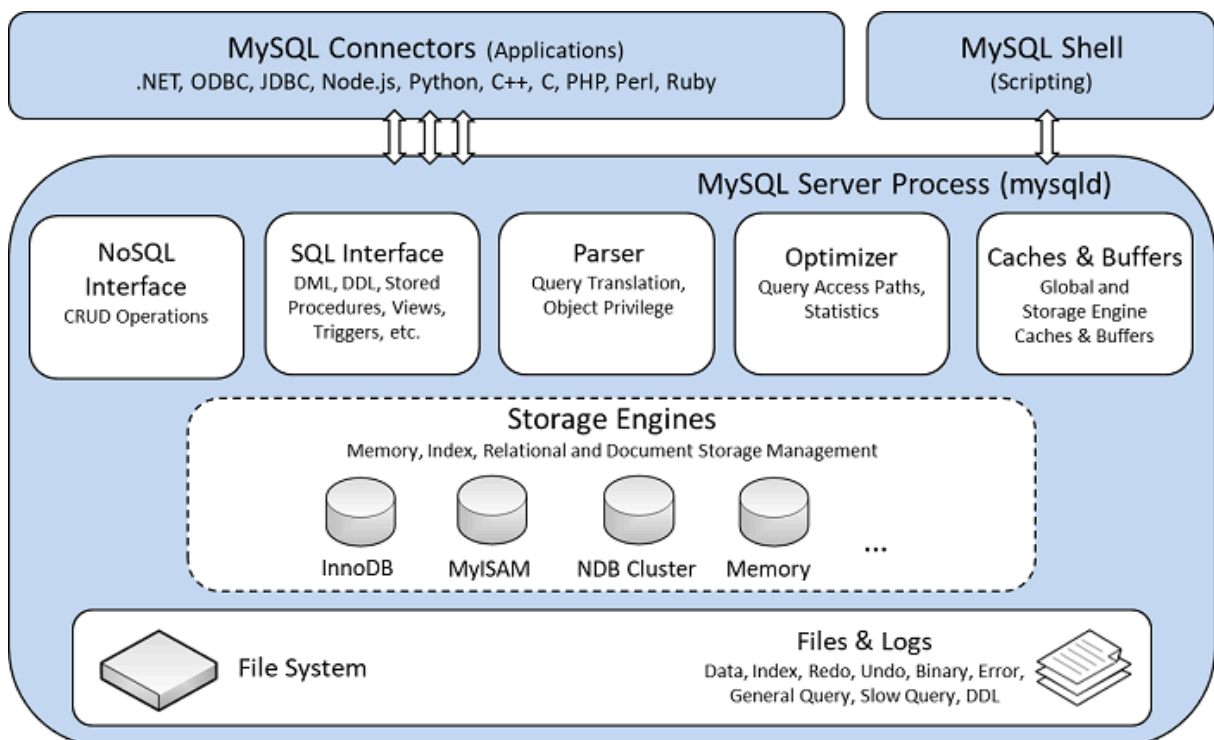 MySQL Connectors (Applications)
.NET, ODBC, JDBC, Node.js, Python, C++, C, PHP, Perl, Ruby
MySQL Shell
(Scripting)
MySQL Server Process (mysqld)
NoSQL
Interface
CRUD Operations
SQL Interface
DML, DDL, Stored
Procedures, Views,
Triggers, etc.
Parser
Query Translation,
Object Privilege
Optimizer
Query Access Paths,
Statistics
Caches & Buffers
Global and
Storage Engine
Caches & Buffers
Storage Engines
Memory, Index, Relational and Document Storage Management
InnoDB
MyISAM
NDB Cluster
Memory
...
File System
Files & Logs
Data, Index, Redo, Undo, Binary, Error,
General Query, Slow Query, DDL